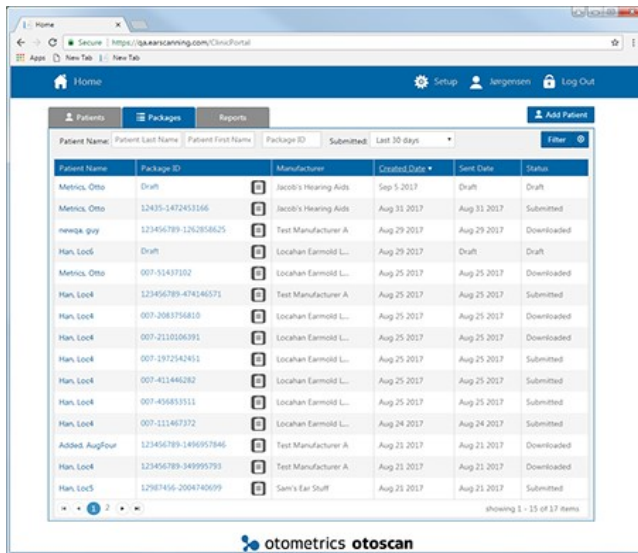 Home
Secure | https://qa.earscanning.com/ClinicPortal
Apps New Tab New Tab
Home Setup Jørgensen Log Out
Patients Packages Reports Add Patient
Patient Name: Patient Last Name Patient First Name Package ID Submitted: Last 30 days Filter
Patient Name Package ID Manufacturer Created Date Sent Date Status
Metrics, Otto Draft Jacob's Hearing Aids Sep 5 2017 Draft Draft
Metrics, Otto 12435-1472453166 Jacob's Hearing Aids Aug 31 2017 Aug 31 2017 Submitted
newqa, guy 123456789-1262858625 Test Manufacturer A Aug 29 2017 Aug 29 2017 Downloaded
Han, Loc6 Draft Locahan Earmold L... Aug 29 2017 Draft Draft
Metrics, Otto 007-51437102 Locahan Earmold L... Aug 25 2017 Aug 25 2017 Downloaded
Han, Loc4 123456789-474146571 Test Manufacturer A Aug 25 2017 Aug 25 2017 Submitted
Han, Loc4 007-2083756810 Locahan Earmold L... Aug 25 2017 Aug 25 2017 Downloaded
Han, Loc4 007-2110106391 Locahan Earmold L... Aug 25 2017 Aug 25 2017 Downloaded
Han, Loc4 007-1972542451 Locahan Earmold L... Aug 25 2017 Aug 25 2017 Submitted
Han, Loc4 007-411446282 Locahan Earmold L... Aug 25 2017 Aug 25 2017 Submitted
Han, Loc4 007-456853511 Locahan Earmold L... Aug 25 2017 Aug 25 2017 Submitted
Han, Loc4 007-111467372 Locahan Earmold L... Aug 24 2017 Aug 24 2017 Submitted
Added, AugFour 123456789-1496957846 Test Manufacturer A Aug 21 2017 Aug 21 2017 Downloaded
Han, Loc4 123456789-349995793 Test Manufacturer A Aug 21 2017 Aug 21 2017 Downloaded
Han, Loc5 12987456-2004740699 Sam's Ear Stuff Aug 21 2017 Aug 21 2017 Submitted
1 2 showing 1 - 15 of 17 items
otometrics otoscan